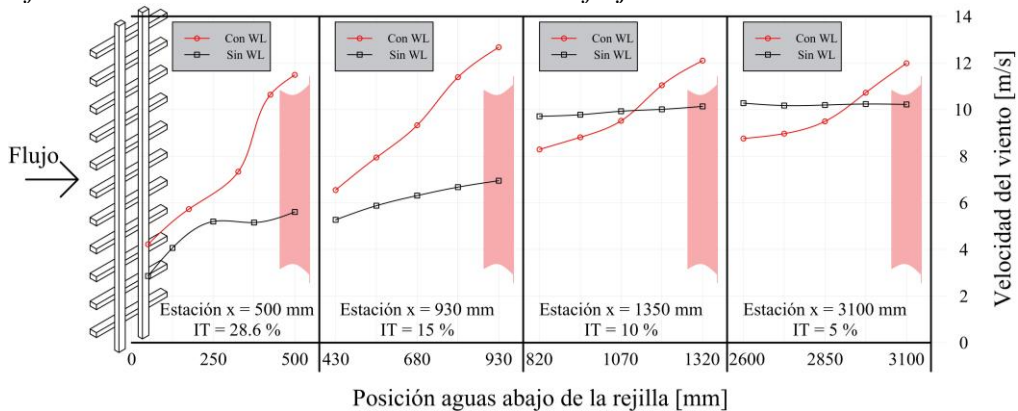 Con WL
Sin WL
Con WL
Sin WL
Con WL
Sin WL
Con WL
Sin WL
Flujo
Estación x = 500 mm
IT = 28.6 %
Estación x = 930 mm
IT = 15 %
Estación x = 1350 mm
IT = 10 %
Estación x = 3100 mm
IT = 5 %
14
12
10
8
6
4
2
0
Velocidad del viento [m/s]
0 250 500 430 680 930 820 1070 1320 2600 2850 3100
Posición aguas abajo de la rejilla [mm]